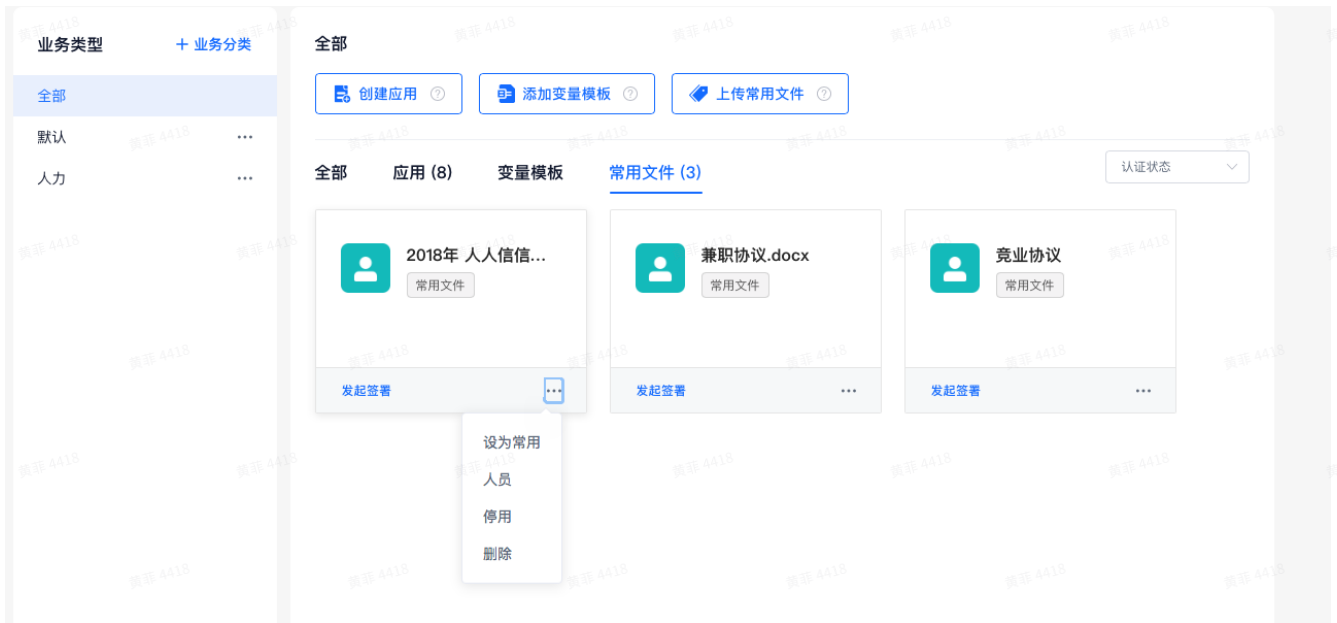 业务类型
+ 业务分类
全部
默认
人力
全部
创建应用
添加变量模板
上传常用文件
全部 应用 (8) 变量模板 常用文件 (3)
认证状态
2018年 人人信信...
常用文件
发起签署
兼职协议.docx
常用文件
发起签署
竞业协议
常用文件
发起签署
设为常用
人员
停用
删除
黄菲 4418